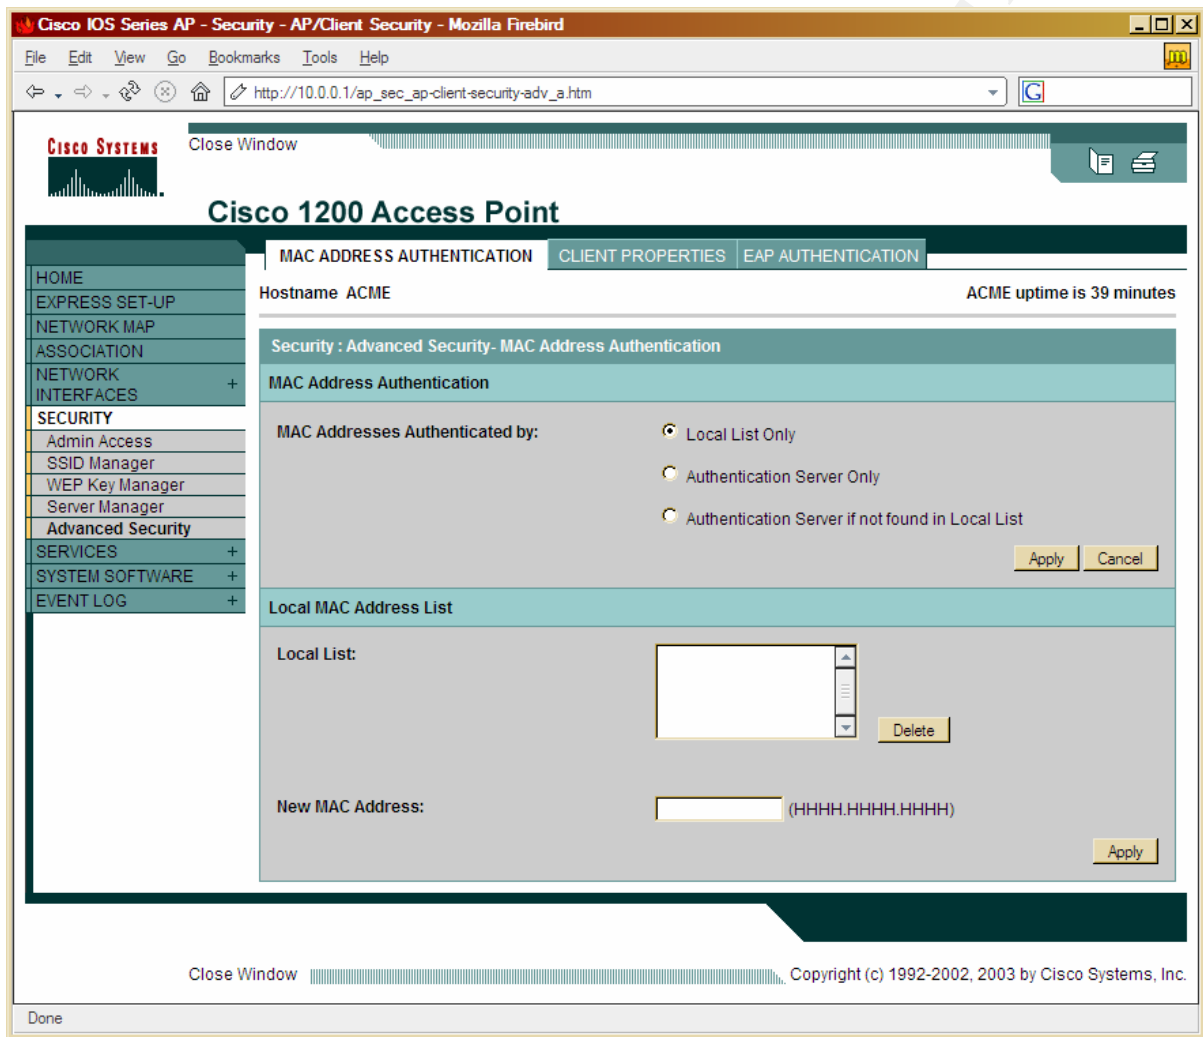 Cisco IOS Series AP - Security - AP/Client Security - Mozilla Firebird
File Edit View Go Bookmarks Tools Help
http://10.0.0.1/ap_sec_ap-client-security-adv_a.htm
G
CISCO SYSTEMS
Close Window
Cisco 1200 Access Point
MAC ADDRESS AUTHENTICATION CLIENT PROPERTIES EAP AUTHENTICATION
HOME
EXPRESS SET-UP
NETWORK MAP
ASSOCIATION
NETWORK
INTERFACES +
SECURITY
Admin Access
SSID Manager
WEP Key Manager
Server Manager
Advanced Security
SERVICES +
SYSTEM SOFTWARE +
EVENT LOG +
Hostname ACME
ACME uptime is 39 minutes
Security : Advanced Security- MAC Address Authentication
MAC Address Authentication
MAC Addresses Authenticated by:
Local List Only
Authentication Server Only
Authentication Server if not found in Local List
Apply Cancel
Local MAC Address List
Local List:
Delete
New MAC Address:
(HHHH.HHHH.HHHH)
Apply
Close Window
Copyright (c) 1992-2002, 2003 by Cisco Systems, Inc.
Done